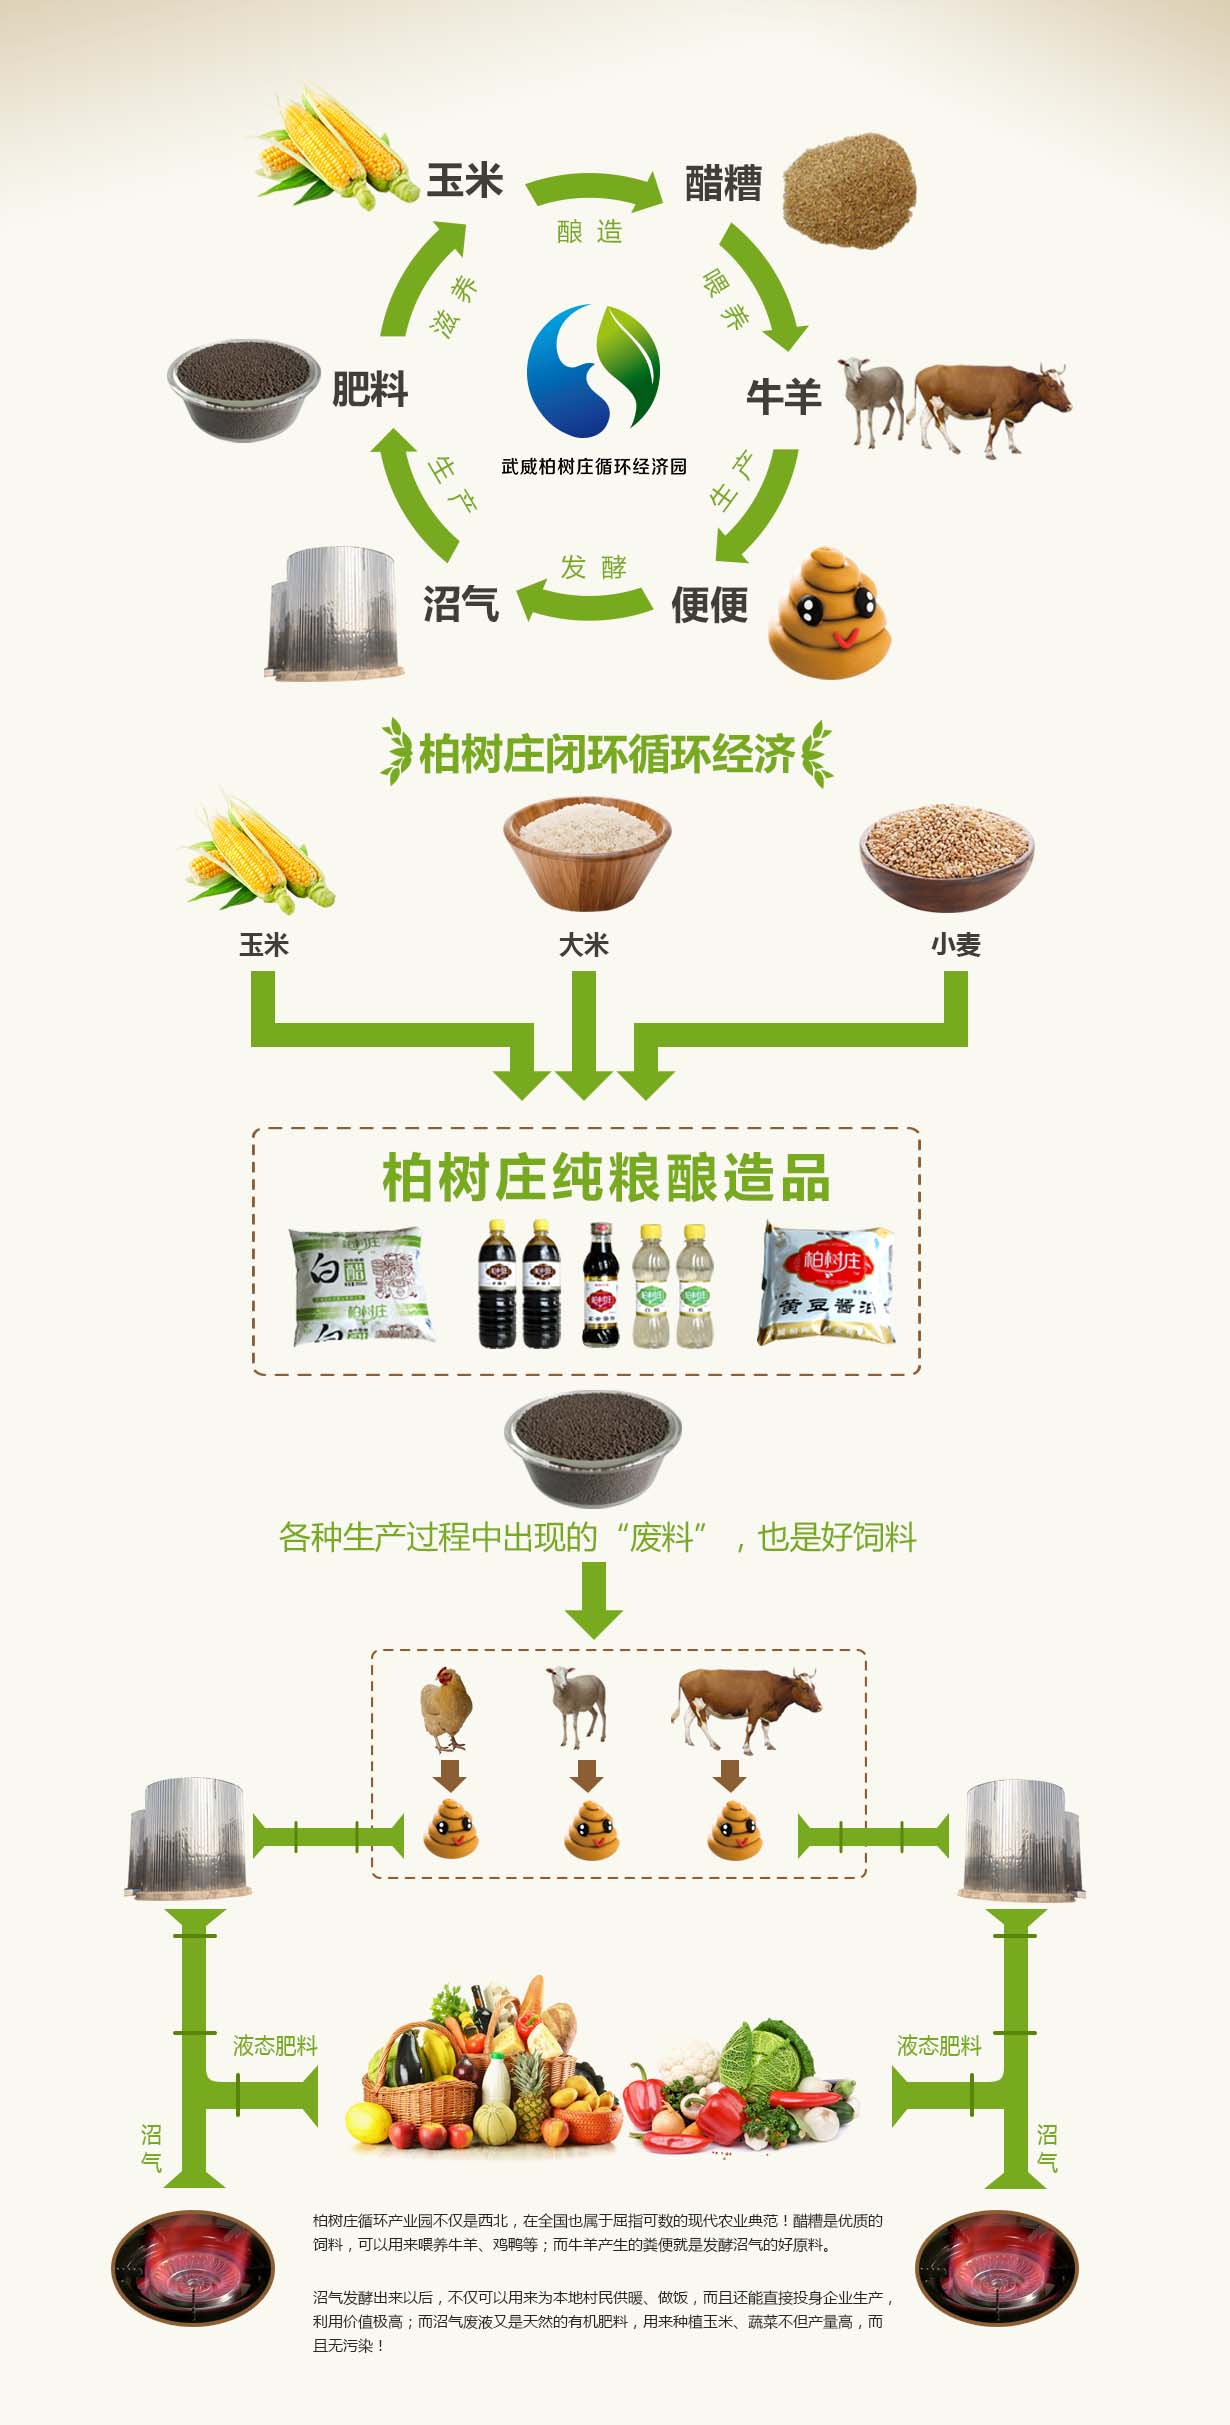 玉米
醋糟
酿造
滋养
喂养
肥料
牛羊
武威柏树庄循环经济园
生产
生产
发酵
沼气
便便
柏树庄闭环循环经济
玉米
大米
小麦
柏树庄纯粮酿造品
柏树庄
白醋
柏树庄
白
柏树庄
柏树庄
黄豆酱油
各种生产过程中出现的“废料”，也是好饲料
液态肥料
液态肥料
沼气
沼气
柏树庄循环产业园不仅是西北，在全国也属于屈指可数的现代农业典范！醋糟是优质的
饲料，可以用来喂养牛羊、鸡鸭等；而牛羊产生的粪便就是发酵沼气的好原料。
沼气发酵出来以后，不仅可以用来为本地村民供暖、做饭，而且还能直接投身企业生产，
利用价值极高；而沼气废液又是天然的有机肥料，用来种植玉米、蔬菜不但产量高，而
且无污染！